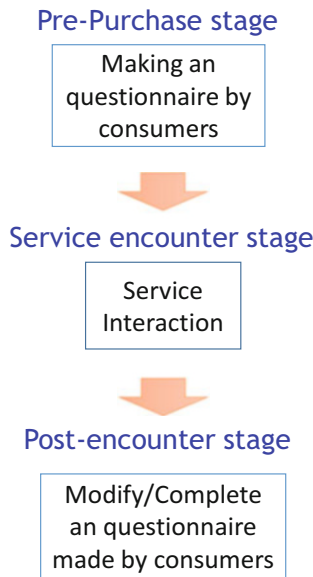 Pre-Purchase stage
Making an
questionnaire by
consumers
Service encounter stage
Service
Interaction
Post-encounter stage
Modify/Complete
an questionnaire
made by consumers